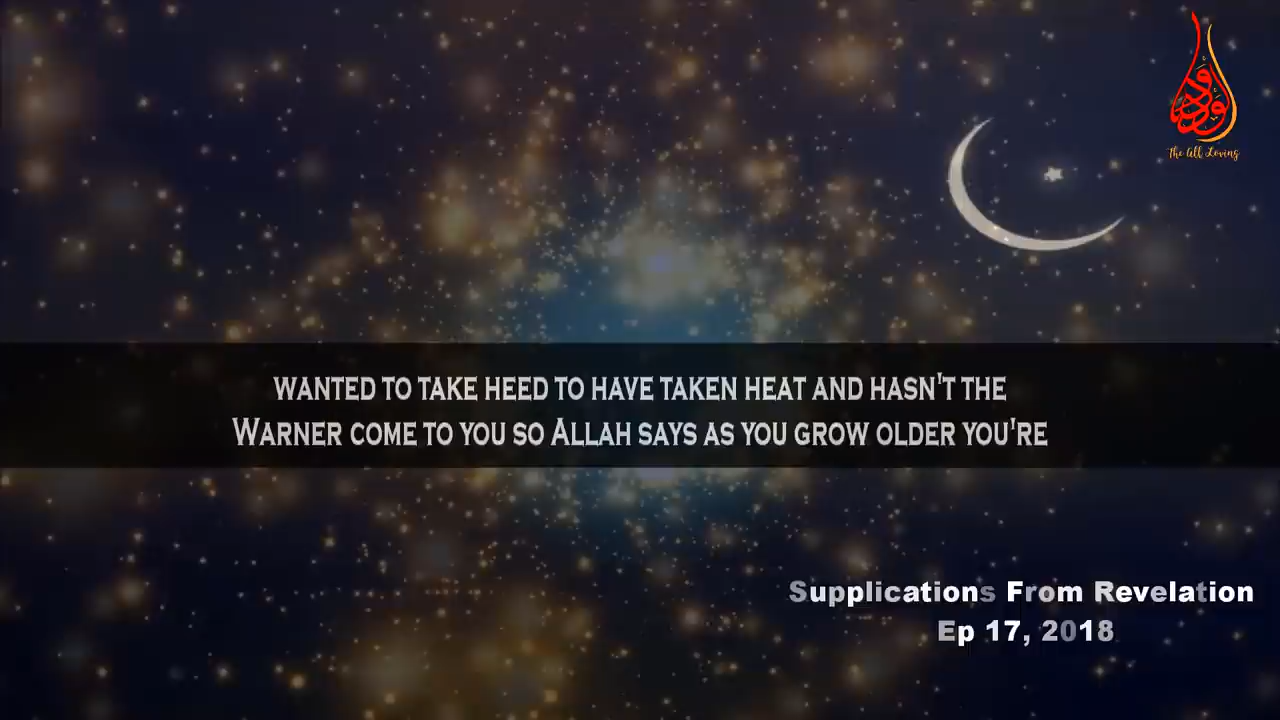 الودود
The All Loving
WANTED TO TAKE HEED TO HAVE TAKEN HEAT AND HASN'T THE
WARNER COME TO YOU SO ALLAH SAYS AS YOU GROW OLDER YOU'RE
Supplications From Revelation
Ep 17, 2018